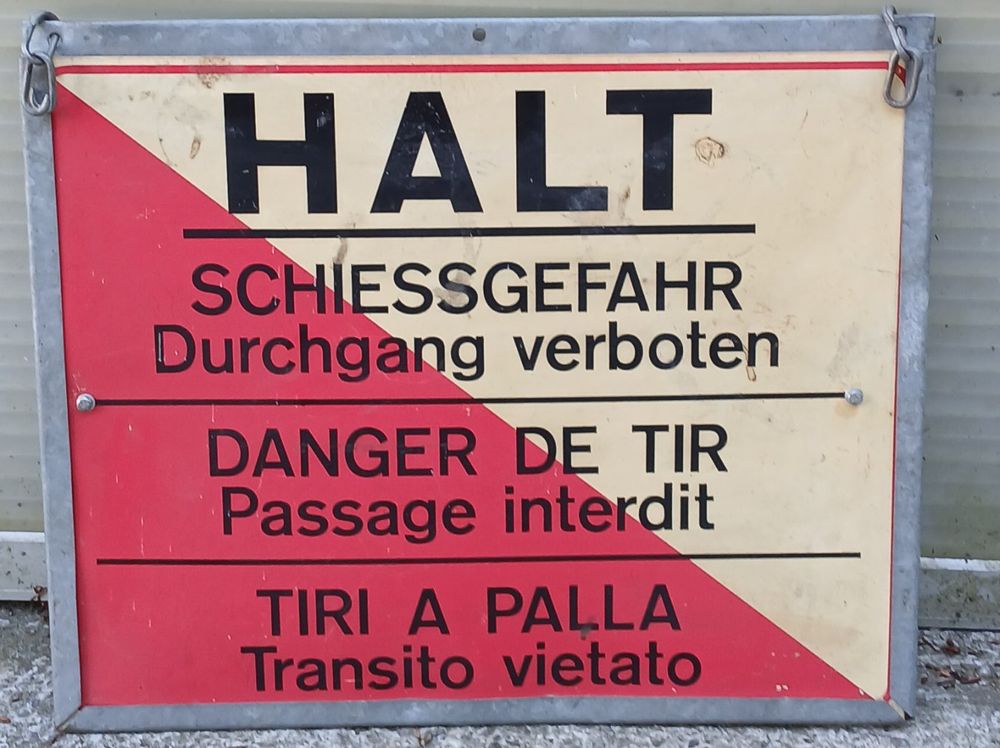 HALT
SCHIESSGEFAHR
Durchgang verboten
DANGER DE TIR
Passage interdit
TIRI A PALLA
Transito vietato